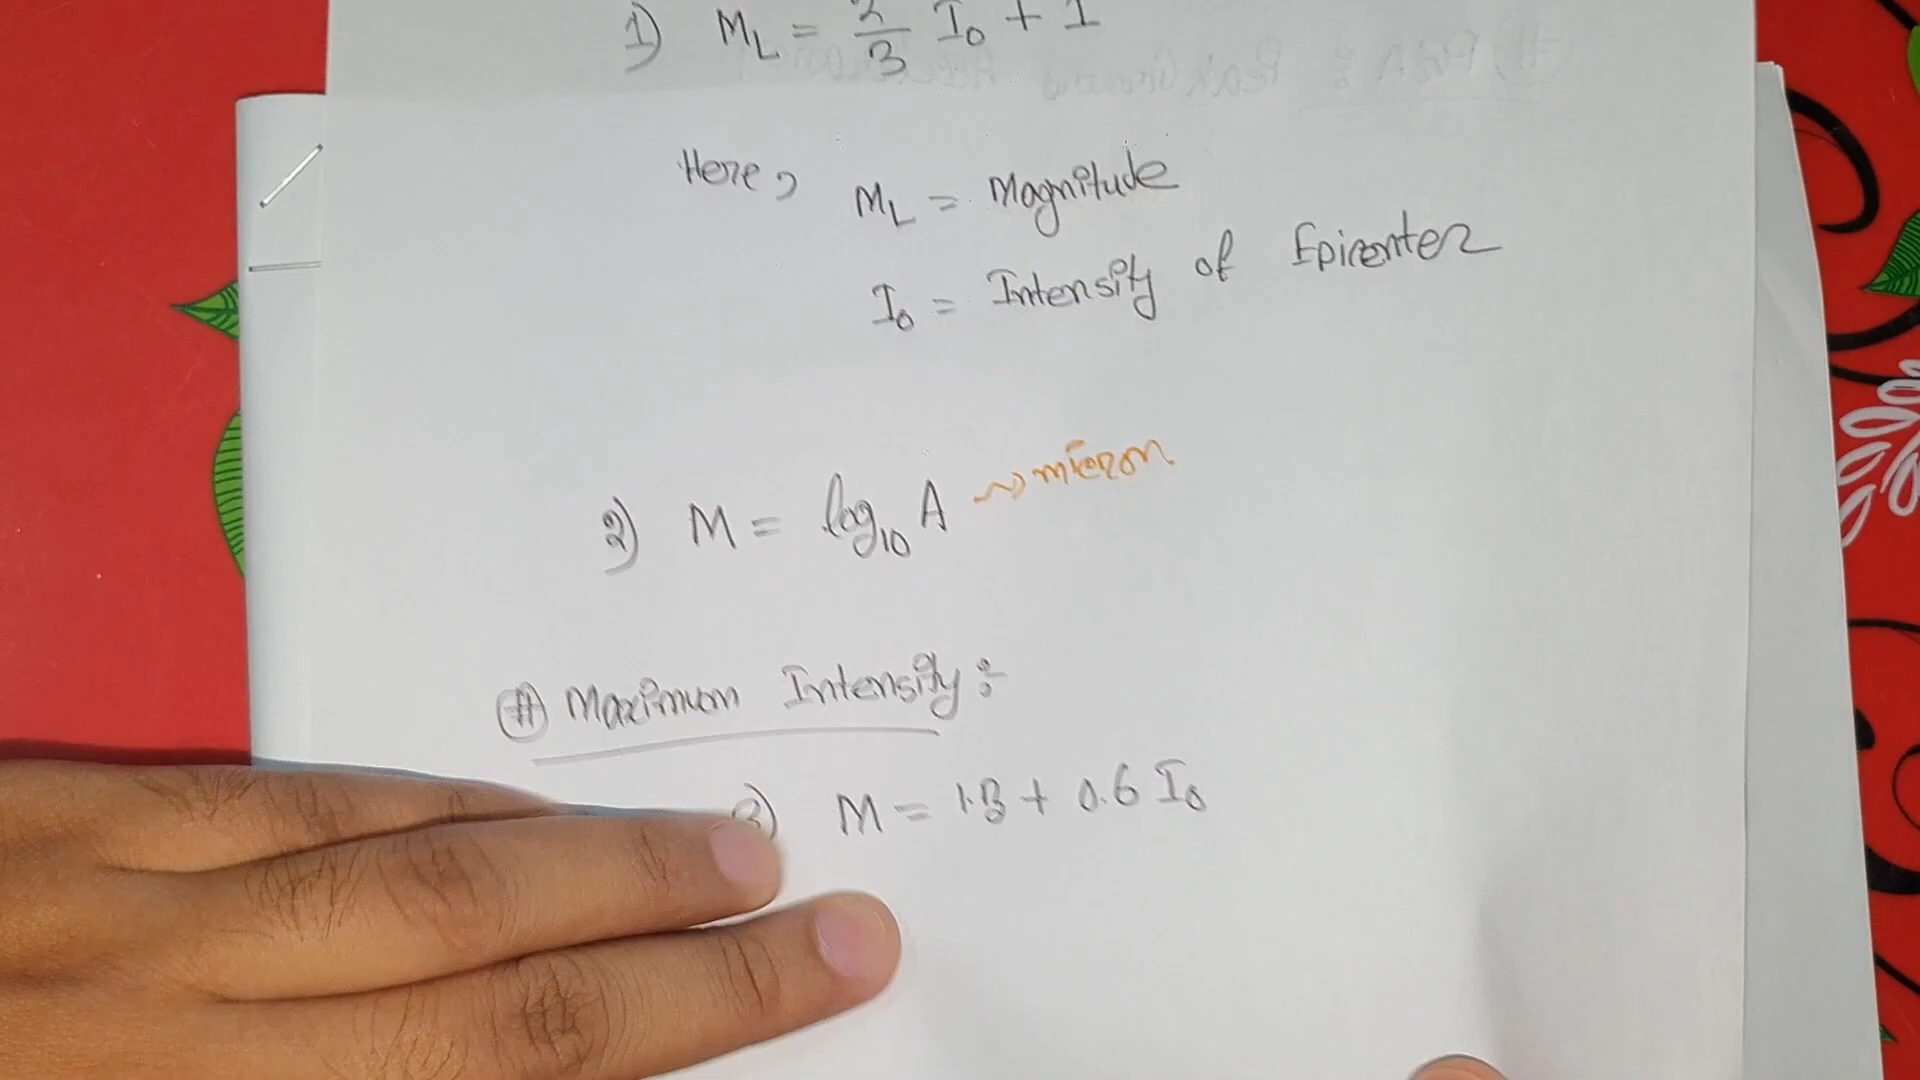 1) M_L = 2/3 I_0 + 1
Here, M_L = Magnitude
I_0 = Intensity of Epicenter
2) M = log_10 A → micron
# Maximum Intensity:
3) M = 1.3 + 0.6 I_0